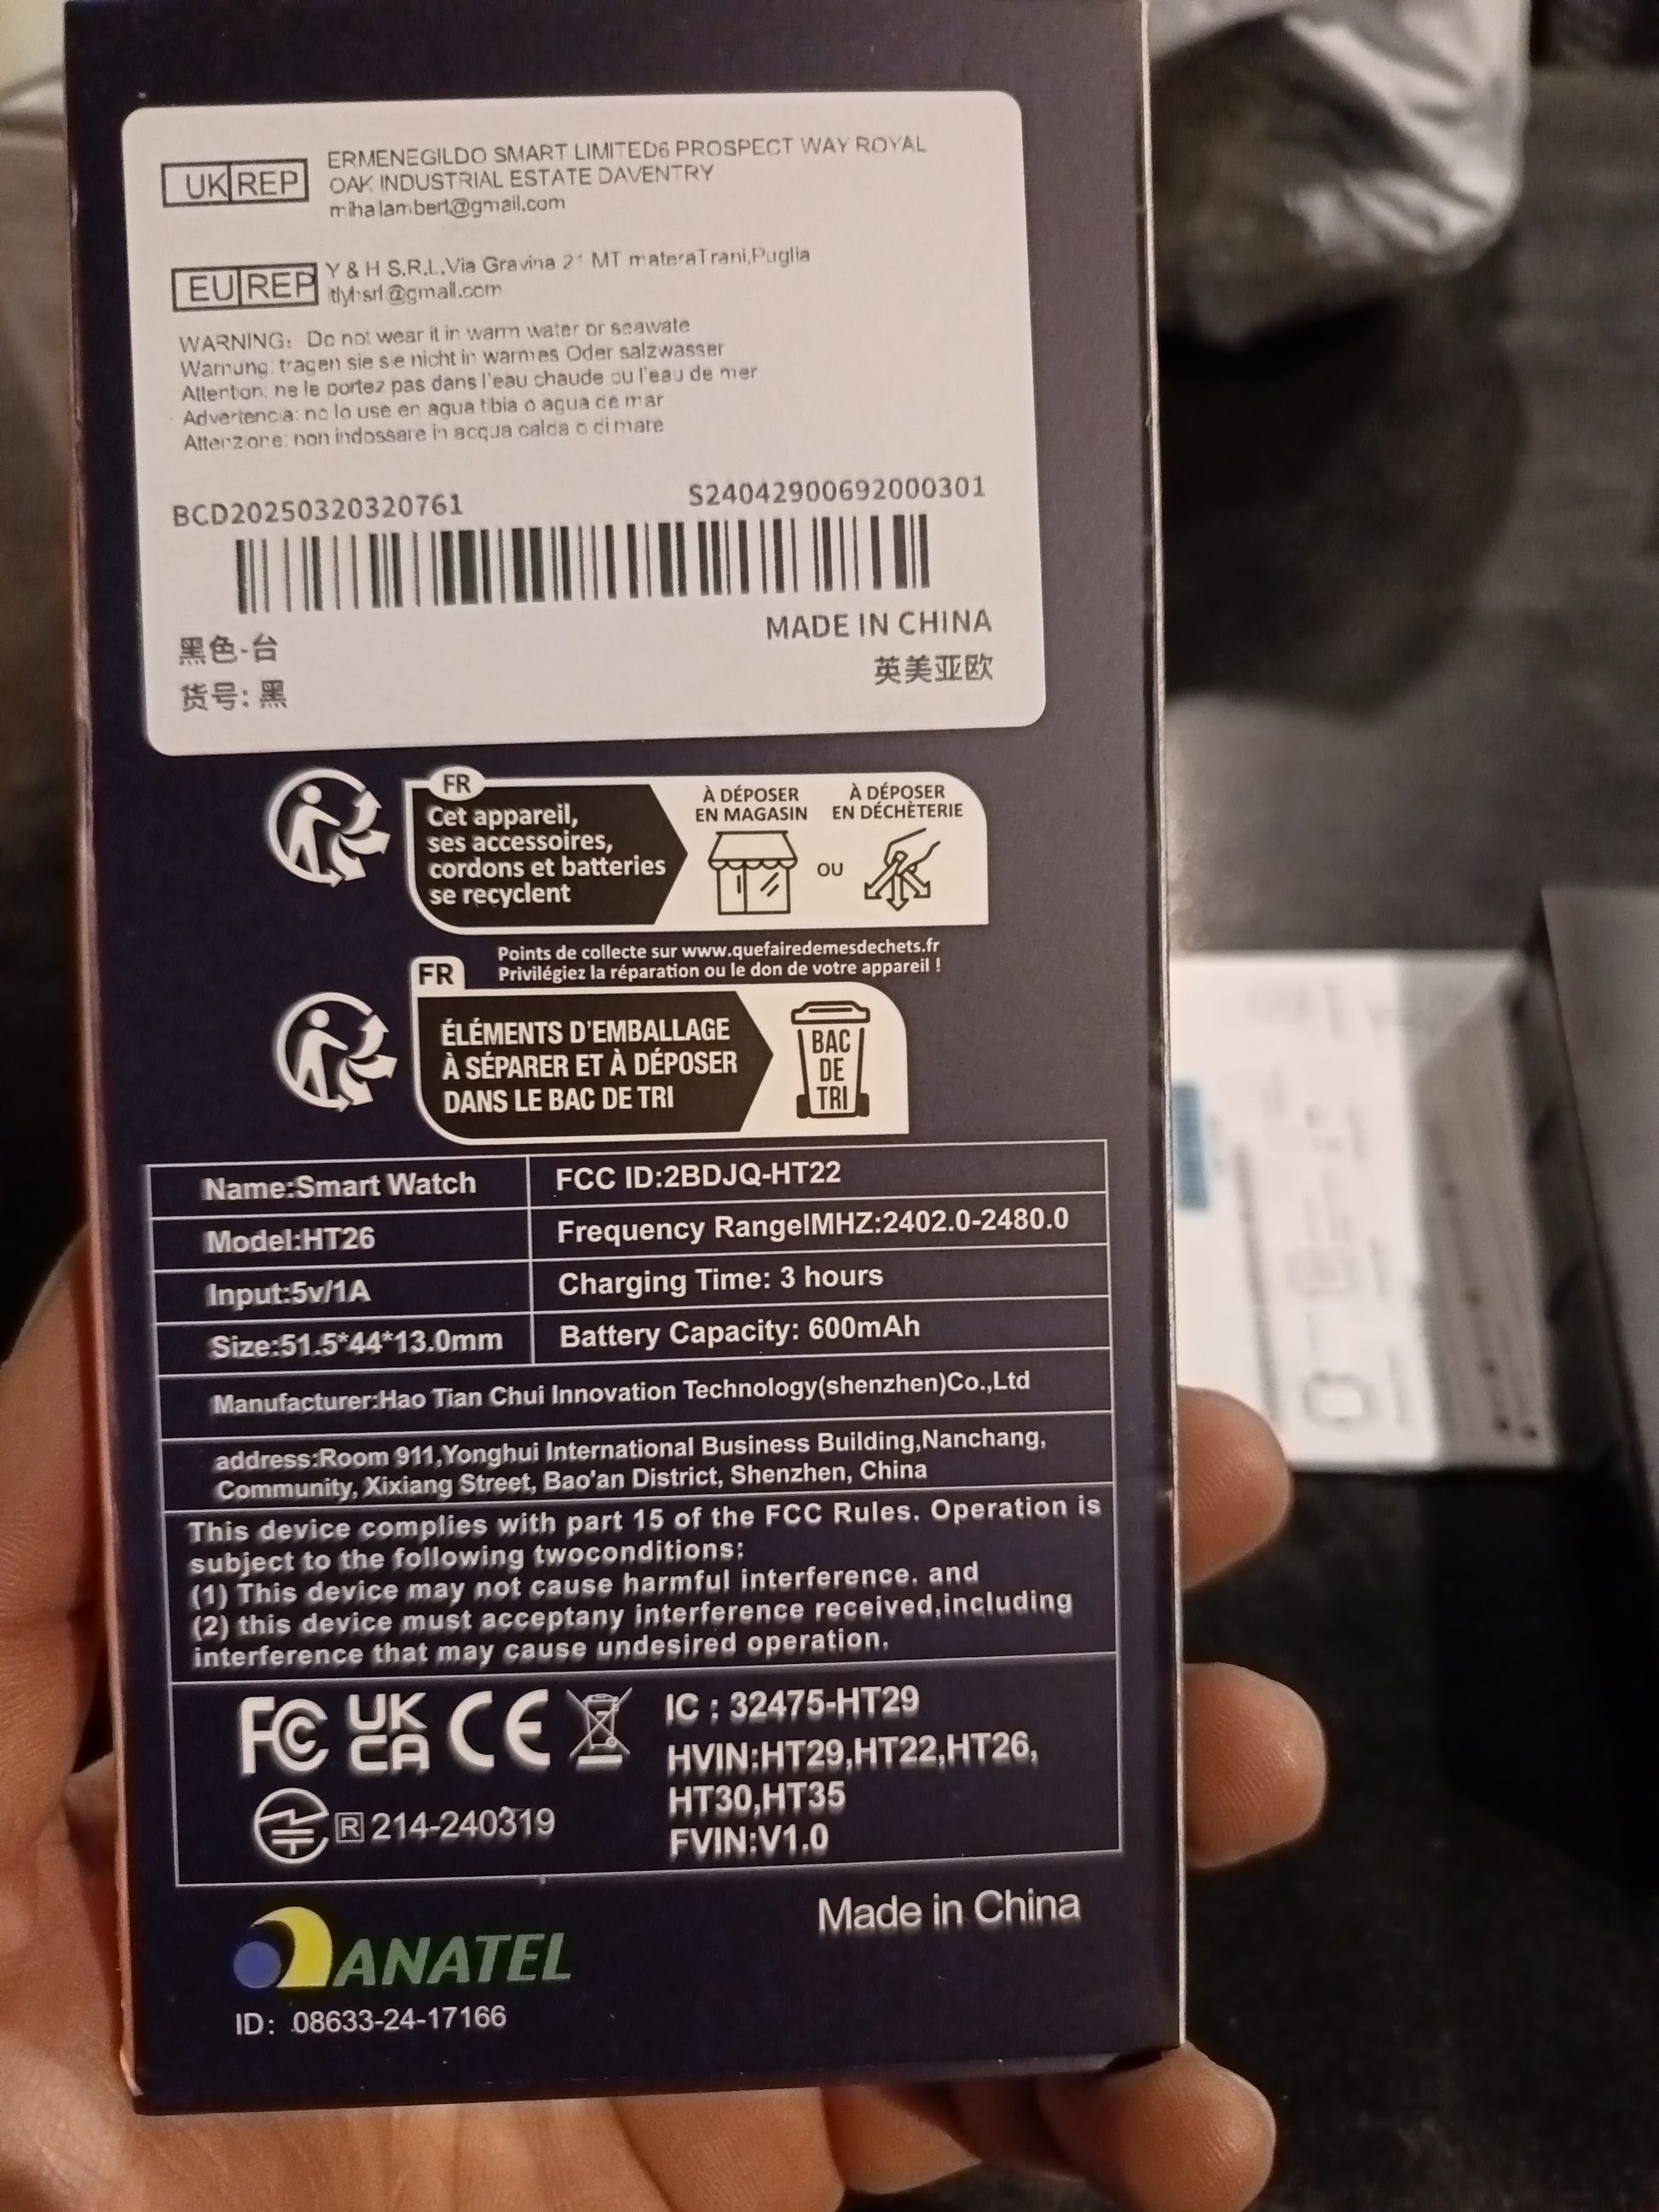 UK REP
ERMENEGILDO SMART LIMITED6 PROSPECT WAY ROYAL
OAK INDUSTRIAL ESTATE DAVENTRY
mihalambert@gmail.com
EU REP
Y & H S.R.L,Via Gravina 21 MT materaTrani,Puglia
itlyhsrl@gmail.com
WARNING: Do not wear it in warm water or seawate
Warnung: tragen sie sie nicht in warmes Oder salzwasser
Attention: ne le portez pas dans l'eau chaude ou l'eau de mer
Advertencia: no lo use en agua tibia o agua de mar
Attenzione: non indossare in acqua calda o di mare
BCD20250320320761
S24042900692000301
MADE IN CHINA
黑色-台
英美亚欧
货号: 黑
FR
Cet appareil,
ses accessoires,
cordons et batteries
se recyclent
À DÉPOSER
EN MAGASIN
OU
À DÉPOSER
EN DÉCHÈTERIE
Points de collecte sur www.quefairedemesdechets.fr
Privilégiez la réparation ou le don de votre appareil !
FR
ÉLÉMENTS D'EMBALLAGE
À SÉPARER ET À DÉPOSER
DANS LE BAC DE TRI
BAC
DE
TRI
Name:Smart Watch
FCC ID:2BDJQ-HT22
Model:HT26
Frequency RangelMHZ:2402.0-2480.0
Input:5v/1A
Charging Time: 3 hours
Size:51.5*44*13.0mm
Battery Capacity: 600mAh
Manufacturer:Hao Tian Chui Innovation Technology(shenzhen)Co.,Ltd
address:Room 911,Yonghui International Business Building,Nanchang,
Community, Xixiang Street, Bao'an District, Shenzhen, China
This device complies with part 15 of the FCC Rules. Operation is
subject to the following twoconditions:
(1) This device may not cause harmful interference. and
(2) this device must acceptany interference received,including
interference that may cause undesired operation.
FC
UK
CA
CE
IC : 32475-HT29
HVIN:HT29,HT22,HT26,
HT30,HT35
FVIN:V1.0
R 214-240319
ANATEL
ID: 08633-24-17166
Made in China